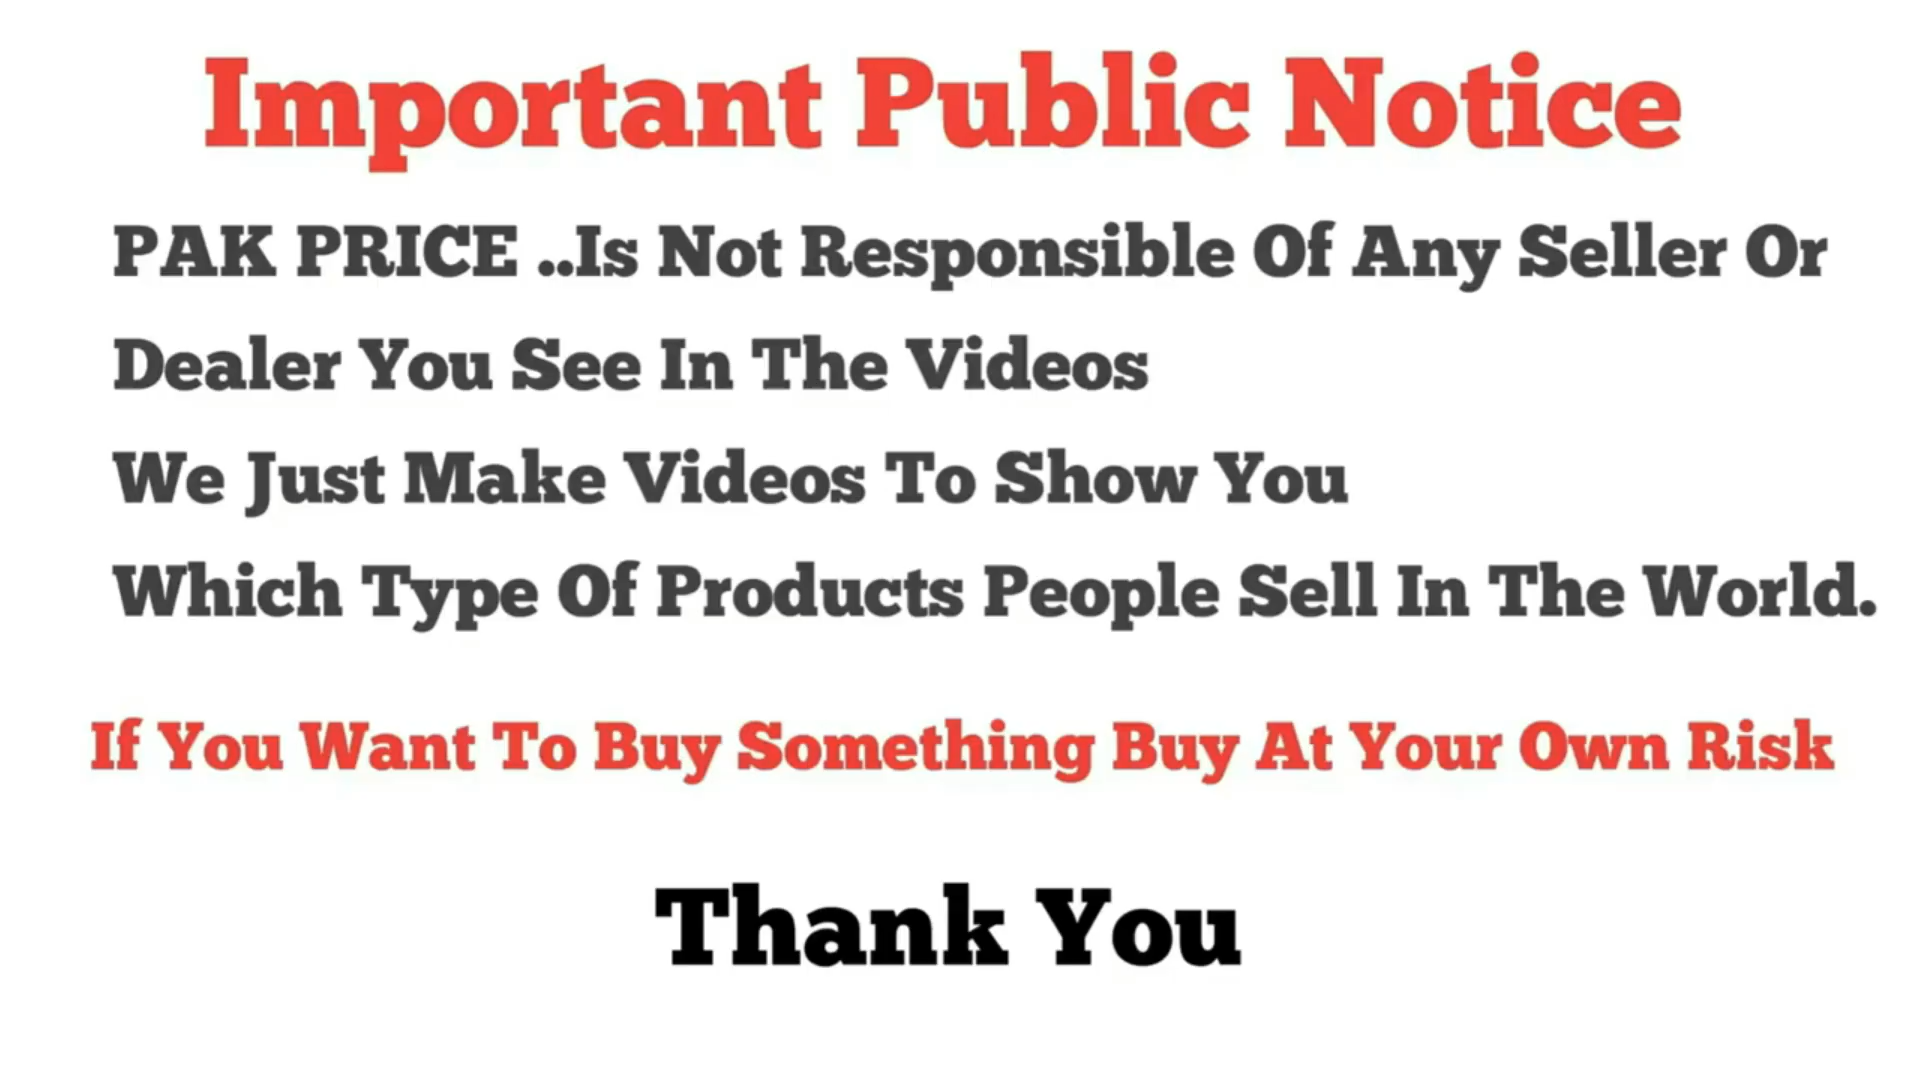 Important Public Notice
PAK PRICE ..Is Not Responsible Of Any Seller Or
Dealer You See In The Videos
We Just Make Videos To Show You
Which Type Of Products People Sell In The World.
If You Want To Buy Something Buy At Your Own Risk
Thank You